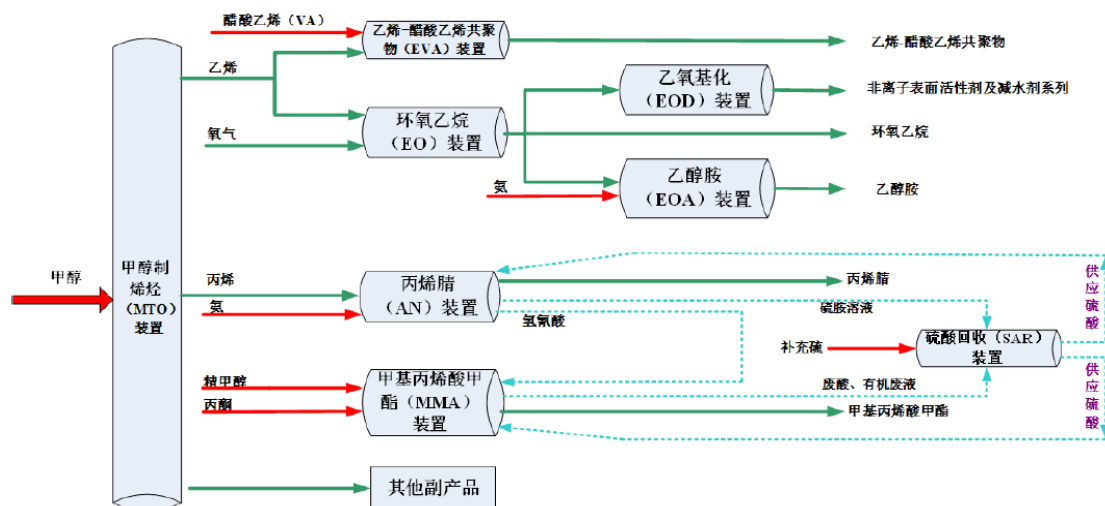 醋酸乙烯（VA）
乙烯-醋酸乙烯共聚
物（EVA）装置
乙烯-醋酸乙烯共聚物
乙烯
乙氧基化
（EOD）装置
非离子表面活性剂及减水剂系列
氧气
环氧乙烷
（EO）装置
环氧乙烷
氨
乙醇胺
（EOA）装置
乙醇胺
甲醇
甲醇制
烯烃
（MTO）
装置
丙烯
氨
丙烯腈
（AN）装置
丙烯腈
氢氰酸
硫胺溶液
供应硫酸
补充硫
硫酸回收（SAR）
装置
精甲醇
丙酮
甲基丙烯酸甲
酯（MMA）
装置
废酸、有机废液
甲基丙烯酸甲酯
供应硫酸
其他副产品